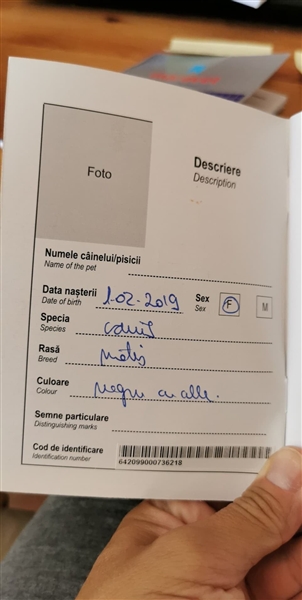 Foto
Descriere
Description
Numele câinelui/pisicii
Name of the pet
Data nașterii 1-02-2019 Sex F M
Date of birth Sex
Specia
Species
Rasă metis
Breed
Culoare negru cu alb.
Colour
Semne particulare
Distinguishing marks
Cod de identificare
Identification number 642099000736218